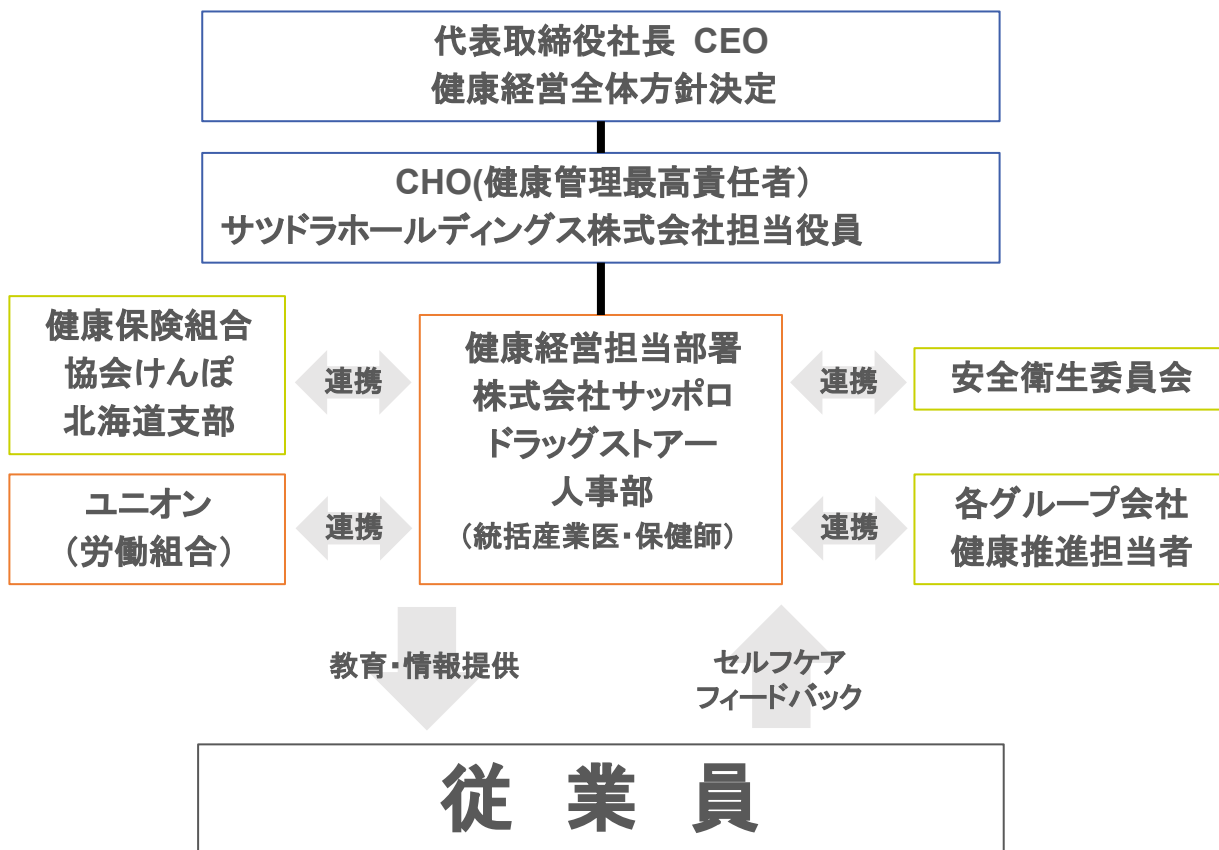 代表取締役社長 CEO
健康経営全体方針決定
CHO(健康管理最高責任者）
サツドラホールディングス株式会社担当役員
健康保険組合
協会けんぽ
北海道支部
連携
健康経営担当部署
株式会社サッポロ
ドラッグストアー
人事部
（統括産業医・保健師）
連携
安全衛生委員会
ユニオン
（労働組合）
連携
連携
各グループ会社
健康推進担当者
教育・情報提供
セルフケア
フィードバック
従 業 員